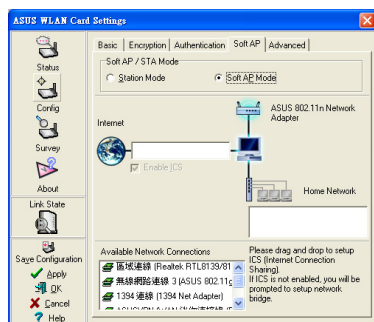 ASUS WLAN Card Settings
Status
Config
Survey
About
Link State
Save Configuration
Apply
OK
Cancel
Help
Basic Encryption Authentication Soft AP Advanced
Soft AP / STA Mode
Station Mode
Soft AP Mode
Internet
ASUS 802.11n Network
Adapter
Enable ICS
Home Network
Available Network Connections
區域連線 (Realtek RTL8139/81
無線網路連線 3 (ASUS 802.11g
1394 連線 (1394 Net Adapter)
Please drag and drop to setup
ICS (Internet Connection
Sharing).
If ICS is not enabled, you will be
prompted to setup network
bridge.